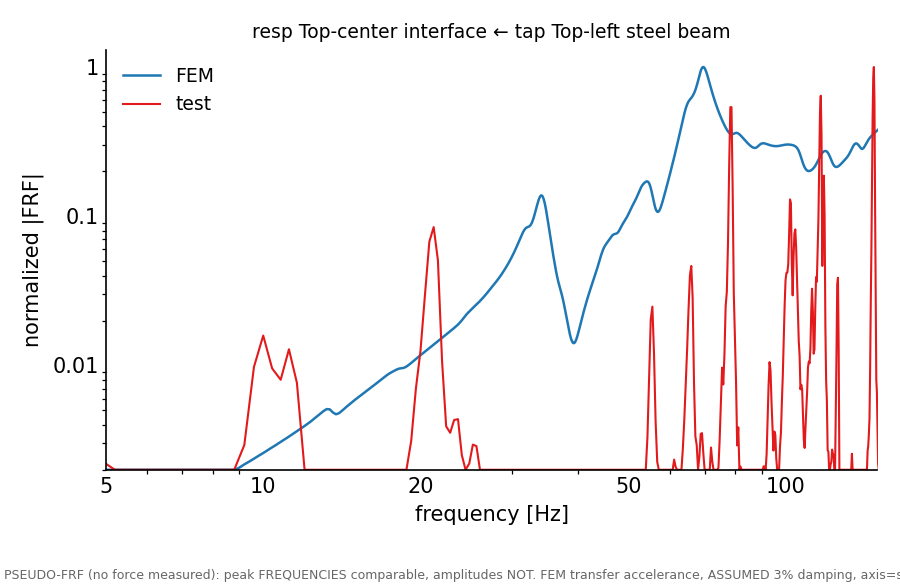 resp Top-center interface ← tap Top-left steel beam
FEM
test
1
0.1
0.01
normalized |FRF|
5 10 20 50 100
frequency [Hz]
PSEUDO-FRF (no force measured): peak FREQUENCIES comparable, amplitudes NOT. FEM transfer accelerance, ASSUMED 3% damping, axis=s